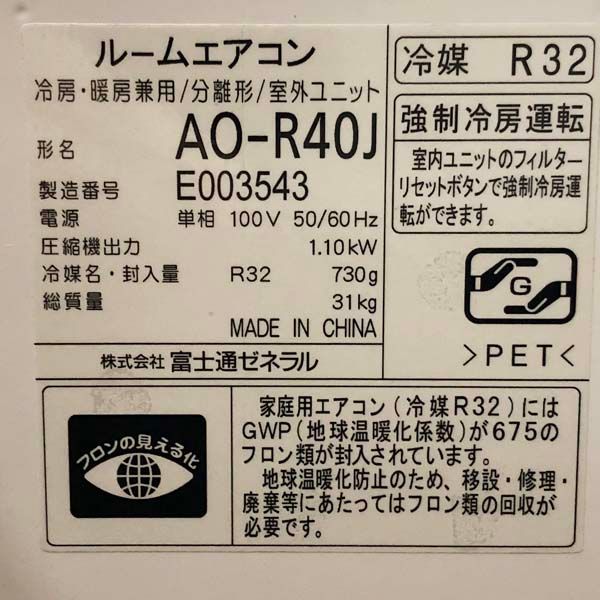 ルームエアコン
冷房・暖房兼用/分離形/室外ユニット
形名 AO-R40J
製造番号 E003543
電源 単相 100V 50/60Hz
圧縮機出力 1.10kW
冷媒名・封入量 R32 730g
総質量 31kg
MADE IN CHINA
株式会社 富士通ゼネラル
冷媒 R32
強制冷房運転
室内ユニットのフィルター
リセットボタンで強制冷房運
転ができます。
G
>PET<
フロンの見える化
家庭用エアコン(冷媒R32)には
GWP(地球温暖化係数)が675の
フロン類が封入されています。
地球温暖化防止のため、移設・修理・
廃棄等にあたってはフロン類の回収が
必要です。